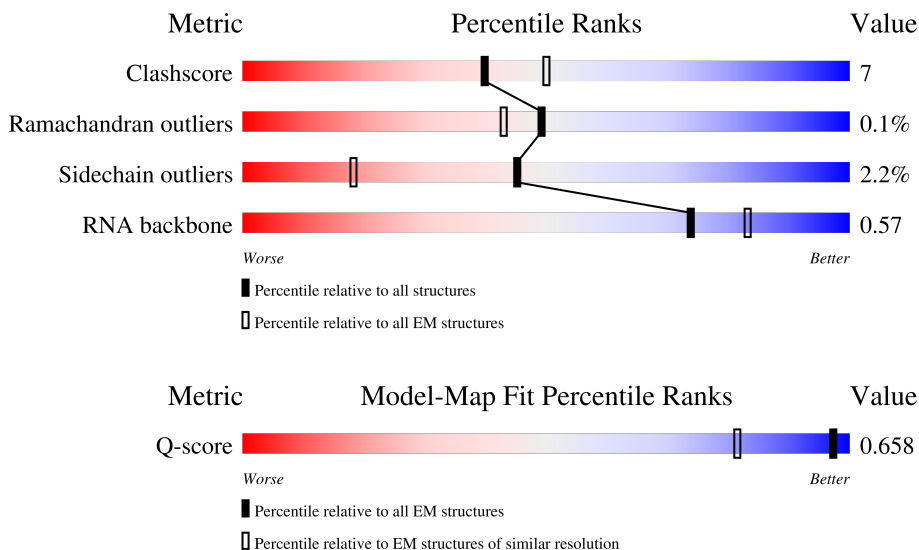 Metric Percentile Ranks Value
Clashscore 7
Ramachandran outliers 0.1%
Sidechain outliers 2.2%
RNA backbone 0.57
Worse Better
Percentile relative to all structures
Percentile relative to all EM structures
Metric Model-Map Fit Percentile Ranks Value
Q-score 0.658
Worse Better
Percentile relative to all EM structures
Percentile relative to EM structures of similar resolution